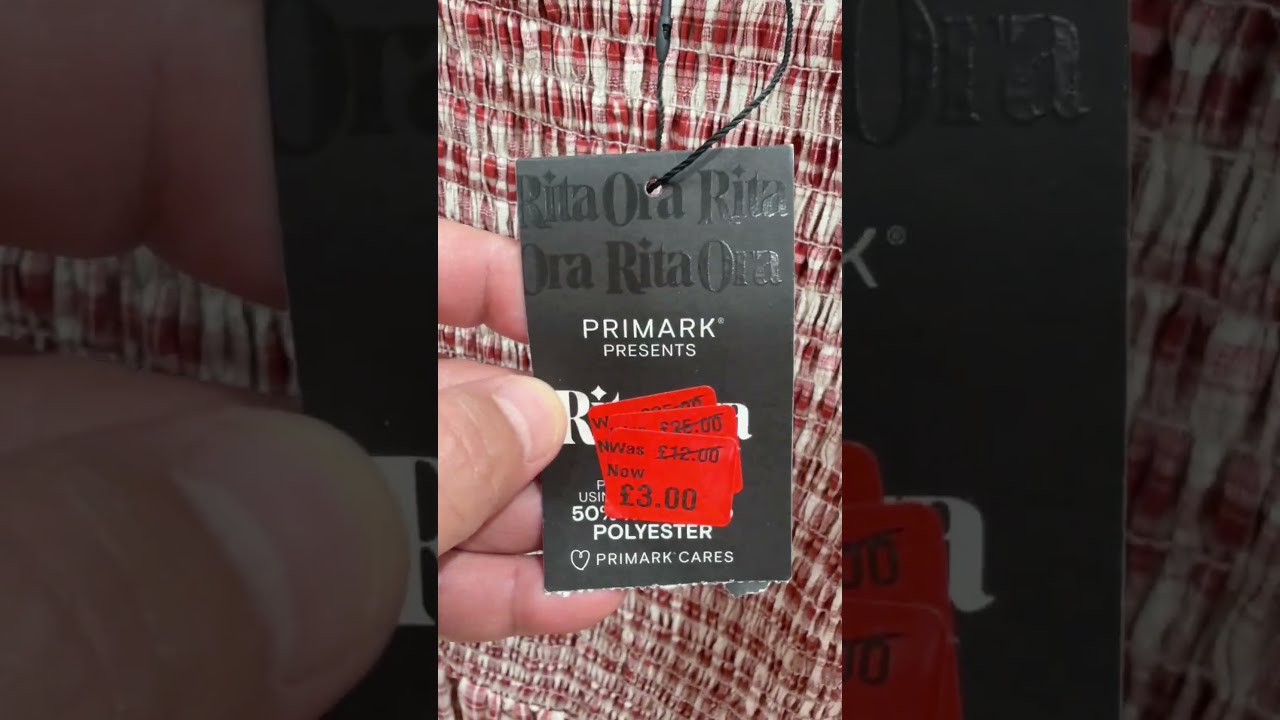 Rita Ora Rita
Ora Rita Ora
PRIMARK®
PRESENTS
£25.00
Was £12.00
Now
£3.00
50%
POLYESTER
PRIMARK® CARES